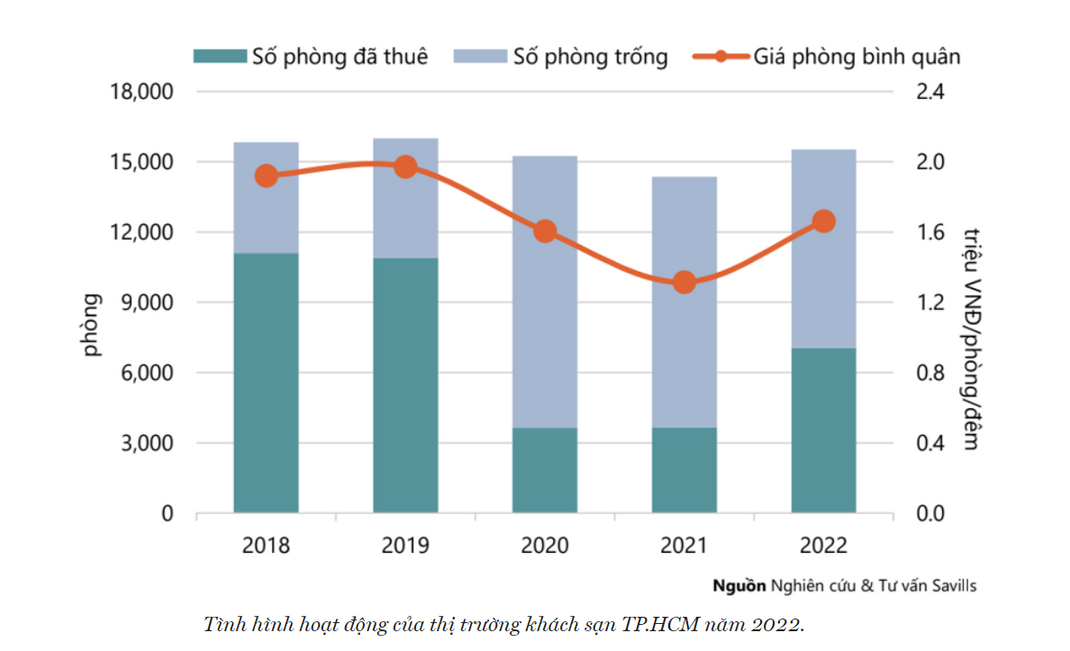 Số phòng đã thuê Số phòng trống Giá phòng bình quân
18,000 2.4
15,000 2.0
12,000 1.6
9,000 1.2
6,000 0.8
3,000 0.4
0 0.0
phòng
triệu VNĐ/phòng/đêm
2018 2019 2020 2021 2022
Nguồn Nghiên cứu & Tư vấn Savills
Tình hình hoạt động của thị trường khách sạn TP.HCM năm 2022.